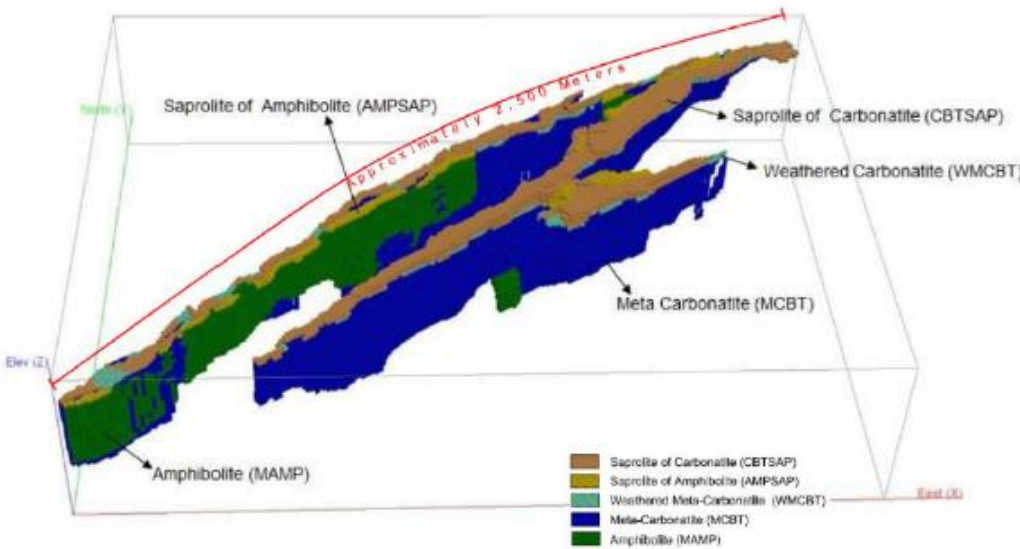 North (Y)
Approximately 2,500 Meters
Saprolite of Amphibolite (AMPSAP)
Saprolite of Carbonatite (CBTSAP)
Weathered Carbonatite (WMCBT)
Meta Carbonatite (MCBT)
Elev (Z)
Amphibolite (MAMP)
Saprolite of Carbonatite (CBTSAP)
Saprolite of Amphibolite (AMPSAP)
Weathered Meta-Carbonatite (WMCBT)
Meta-Carbonatite (MCBT)
Amphibolite (MAMP)
East (X)